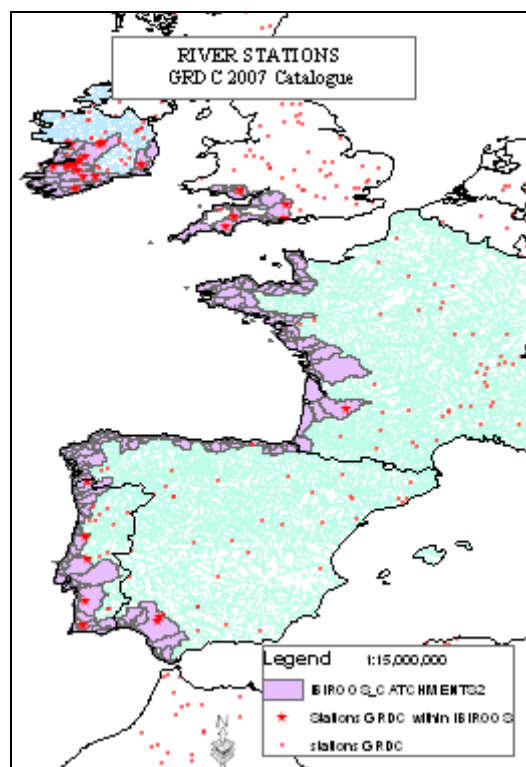 RIVER STATIONS
GRDC 2007 Catalogue
N
Legend 1:15,000,000
IBIROOS_CATCHMENTS2
Stations GRDC within IBIROOS
stations GRDC